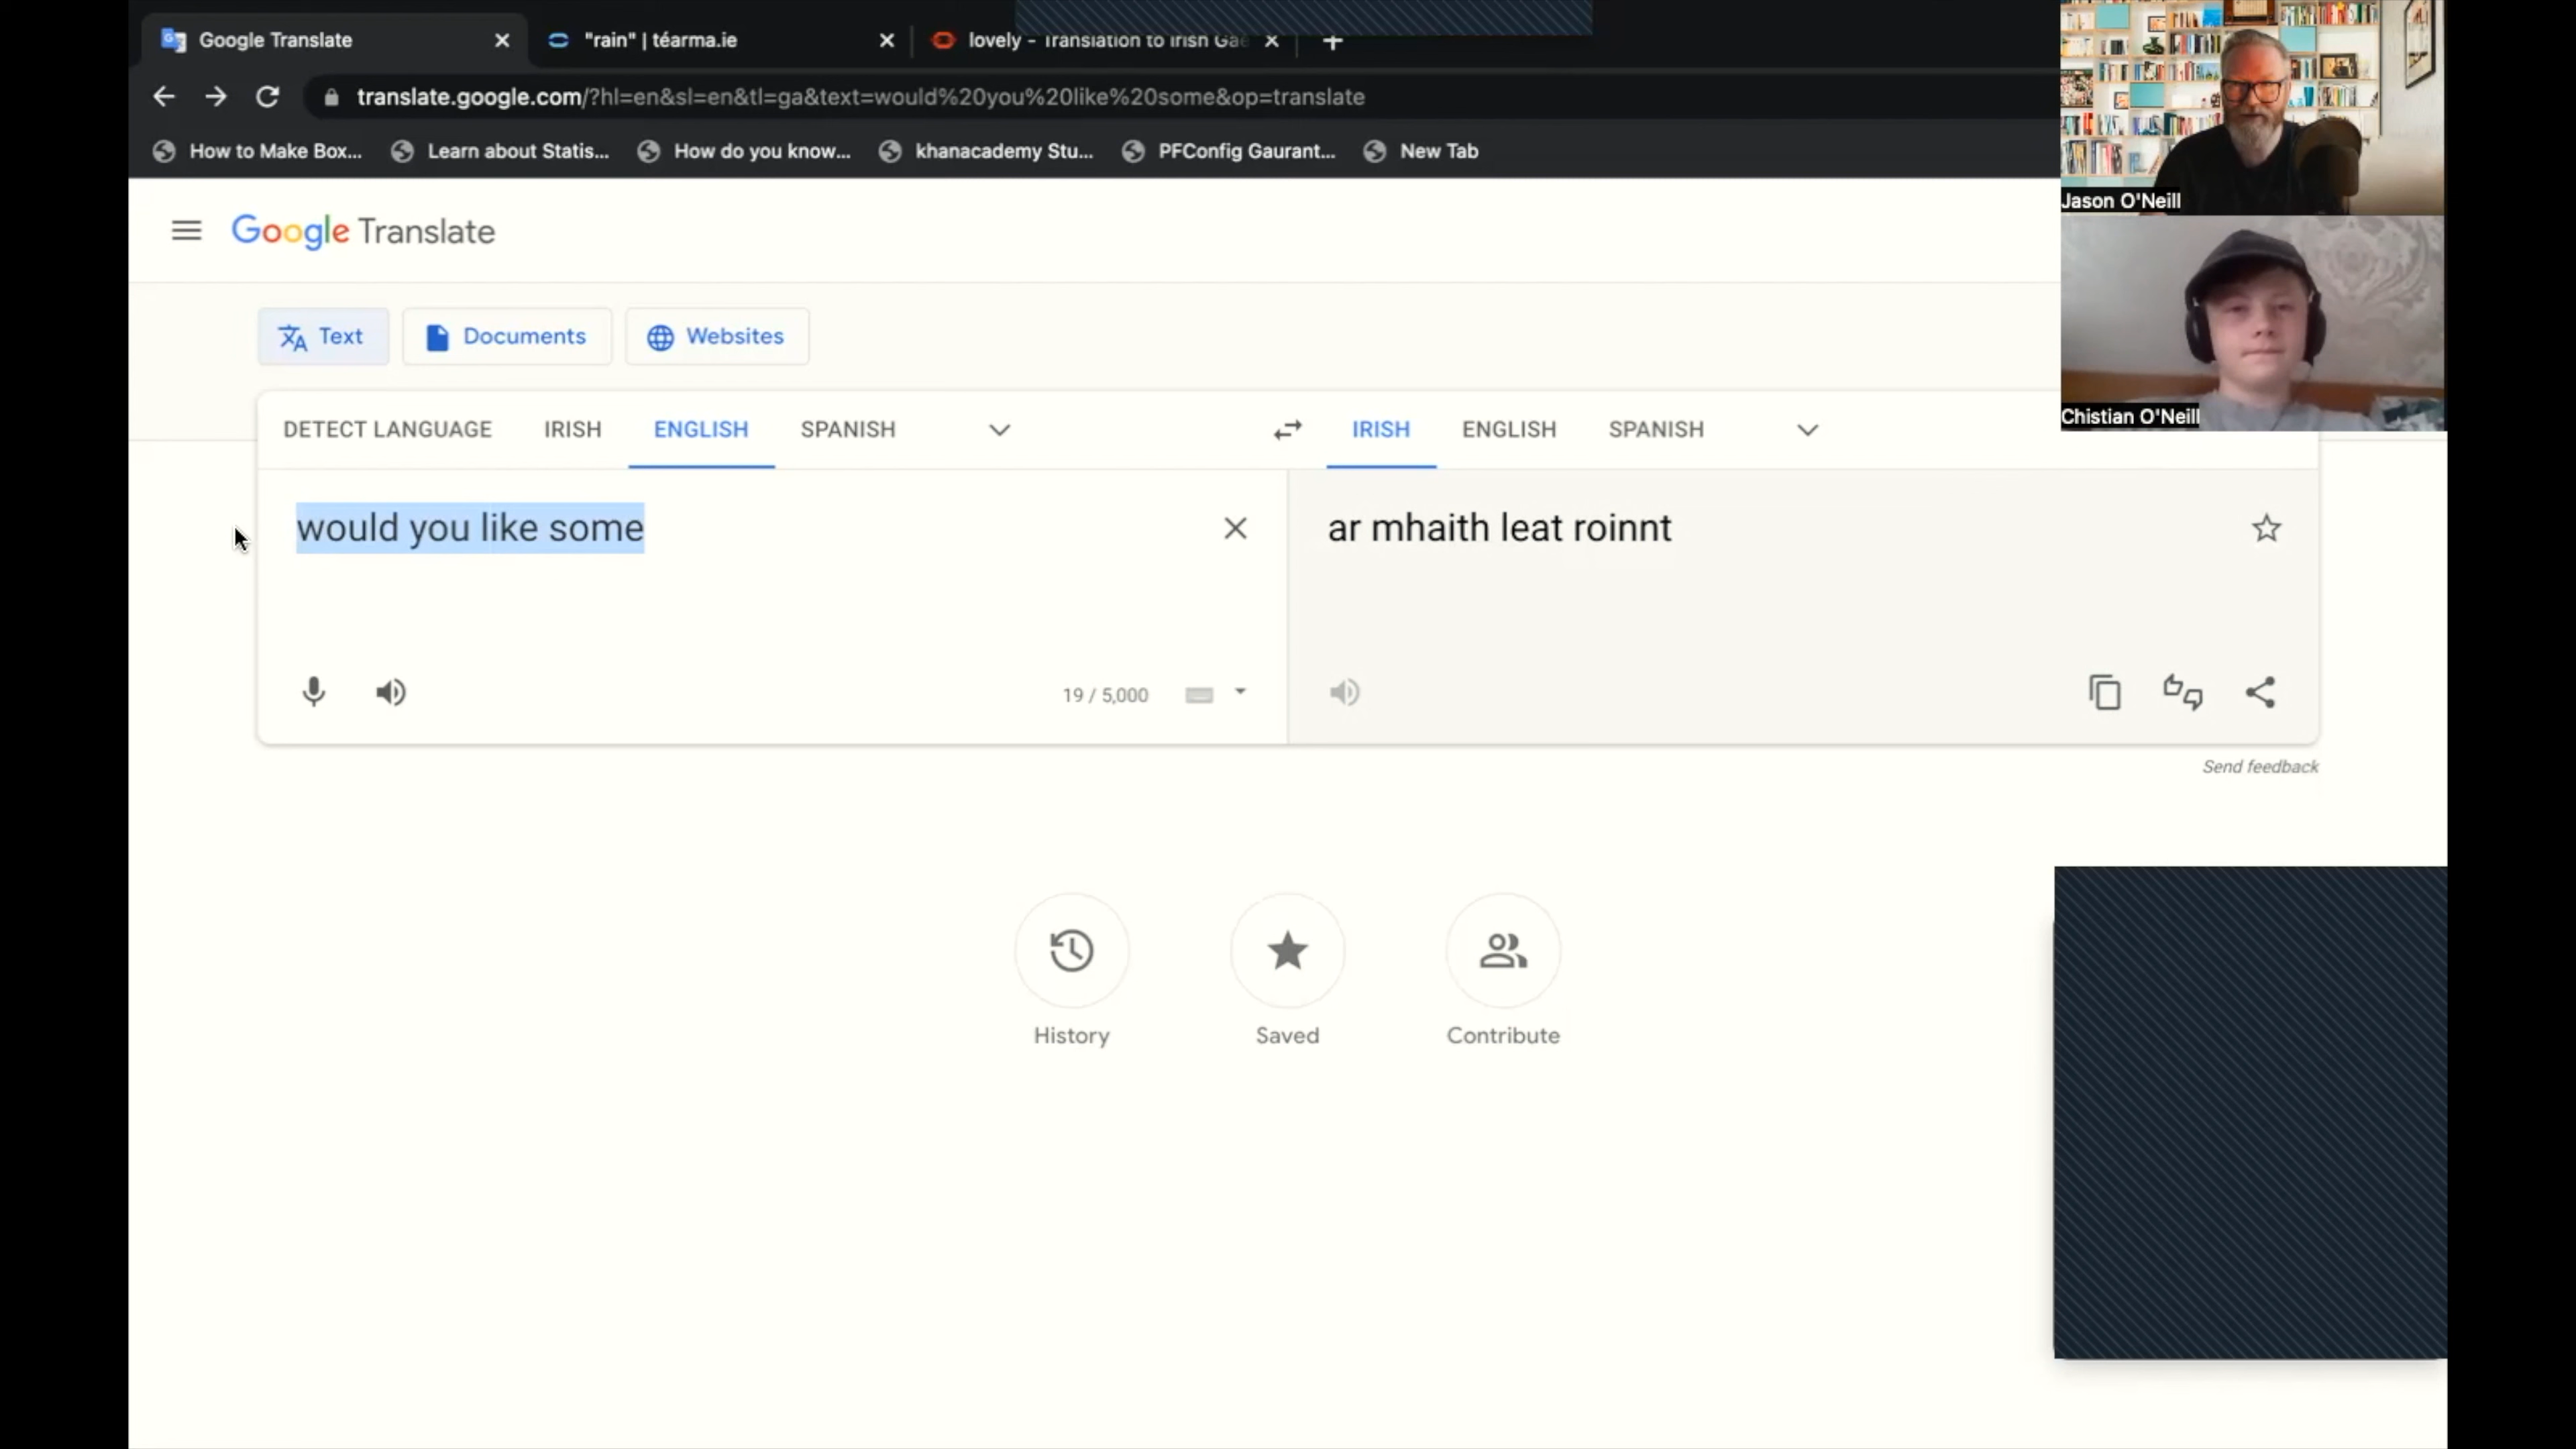 Google Translate
"rain" | téarma.ie
lovely - Translation to Irish Gae
translate.google.com/?hl=en&sl=en&tl=ga&text=would%20you%20like%20some&op=translate
How to Make Box...
Learn about Statis...
How do you know...
khanacademy Stu...
PFConfig Gaurant...
New Tab
Jason O'Neill
Google Translate
Text
Documents
Websites
Chistian O'Neill
DETECT LANGUAGE
IRISH
ENGLISH
SPANISH
IRISH
ENGLISH
SPANISH
would you like some
ar mhaith leat roinnt
19 / 5,000
Send feedback
History
Saved
Contribute